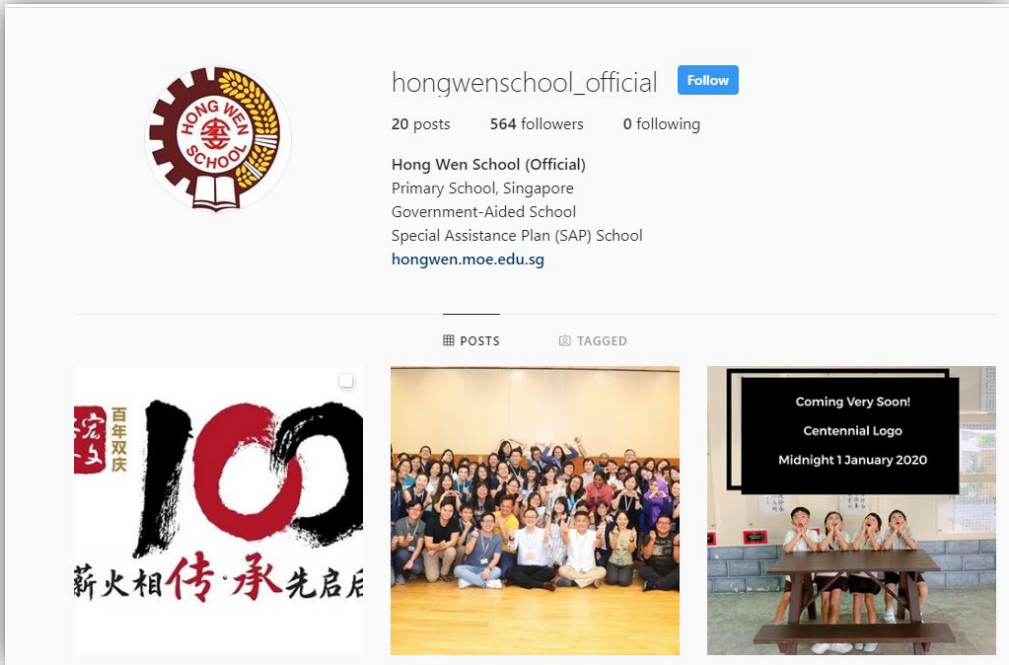 HONG WEN
SCHOOL
hongwenschool_official
Follow
20 posts 564 followers 0 following
Hong Wen School (Official)
Primary School, Singapore
Government-Aided School
Special Assistance Plan (SAP) School
hongwen.moe.edu.sg
POSTS TAGGED
宏文
百年双庆
100
薪火相传·承先启后
Coming Very Soon!
Centennial Logo
Midnight 1 January 2020